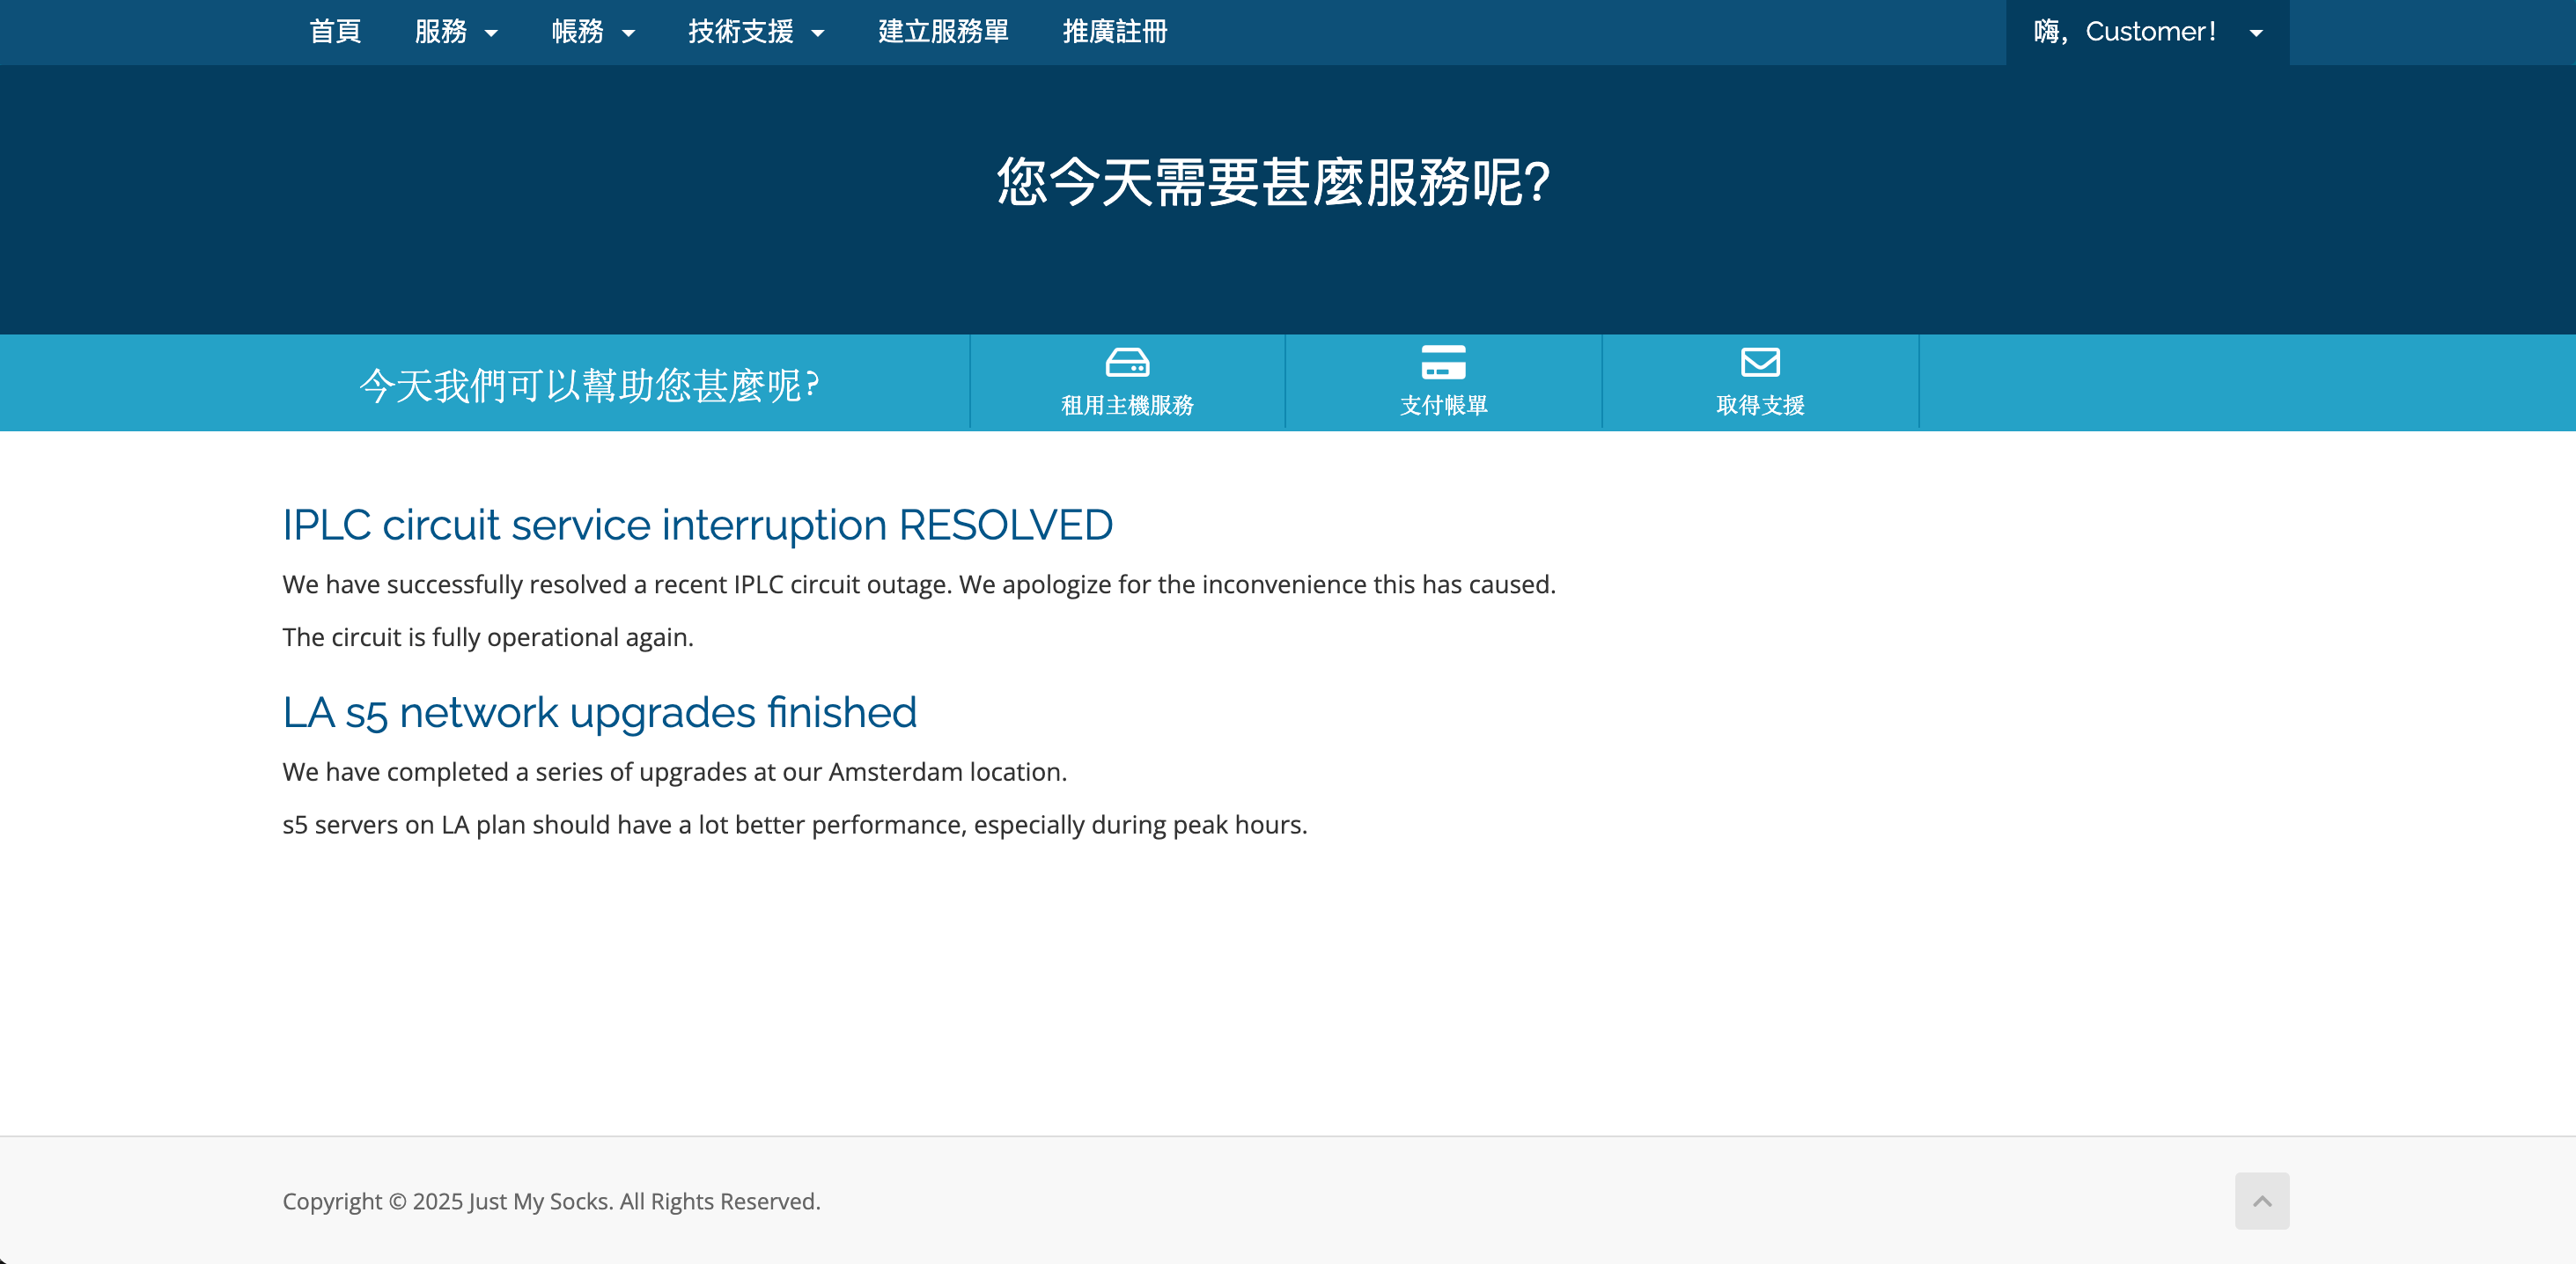 首頁 服務 帳務 技術支援 建立服務單 推廣註冊 嗨，Customer!
您今天需要甚麼服務呢?
今天我們可以幫助您甚麼呢? 租用主機服務 支付帳單 取得支援
IPLC circuit service interruption RESOLVED
We have successfully resolved a recent IPLC circuit outage. We apologize for the inconvenience this has caused.
The circuit is fully operational again.
LA s5 network upgrades finished
We have completed a series of upgrades at our Amsterdam location.
s5 servers on LA plan should have a lot better performance, especially during peak hours.
Copyright © 2025 Just My Socks. All Rights Reserved.